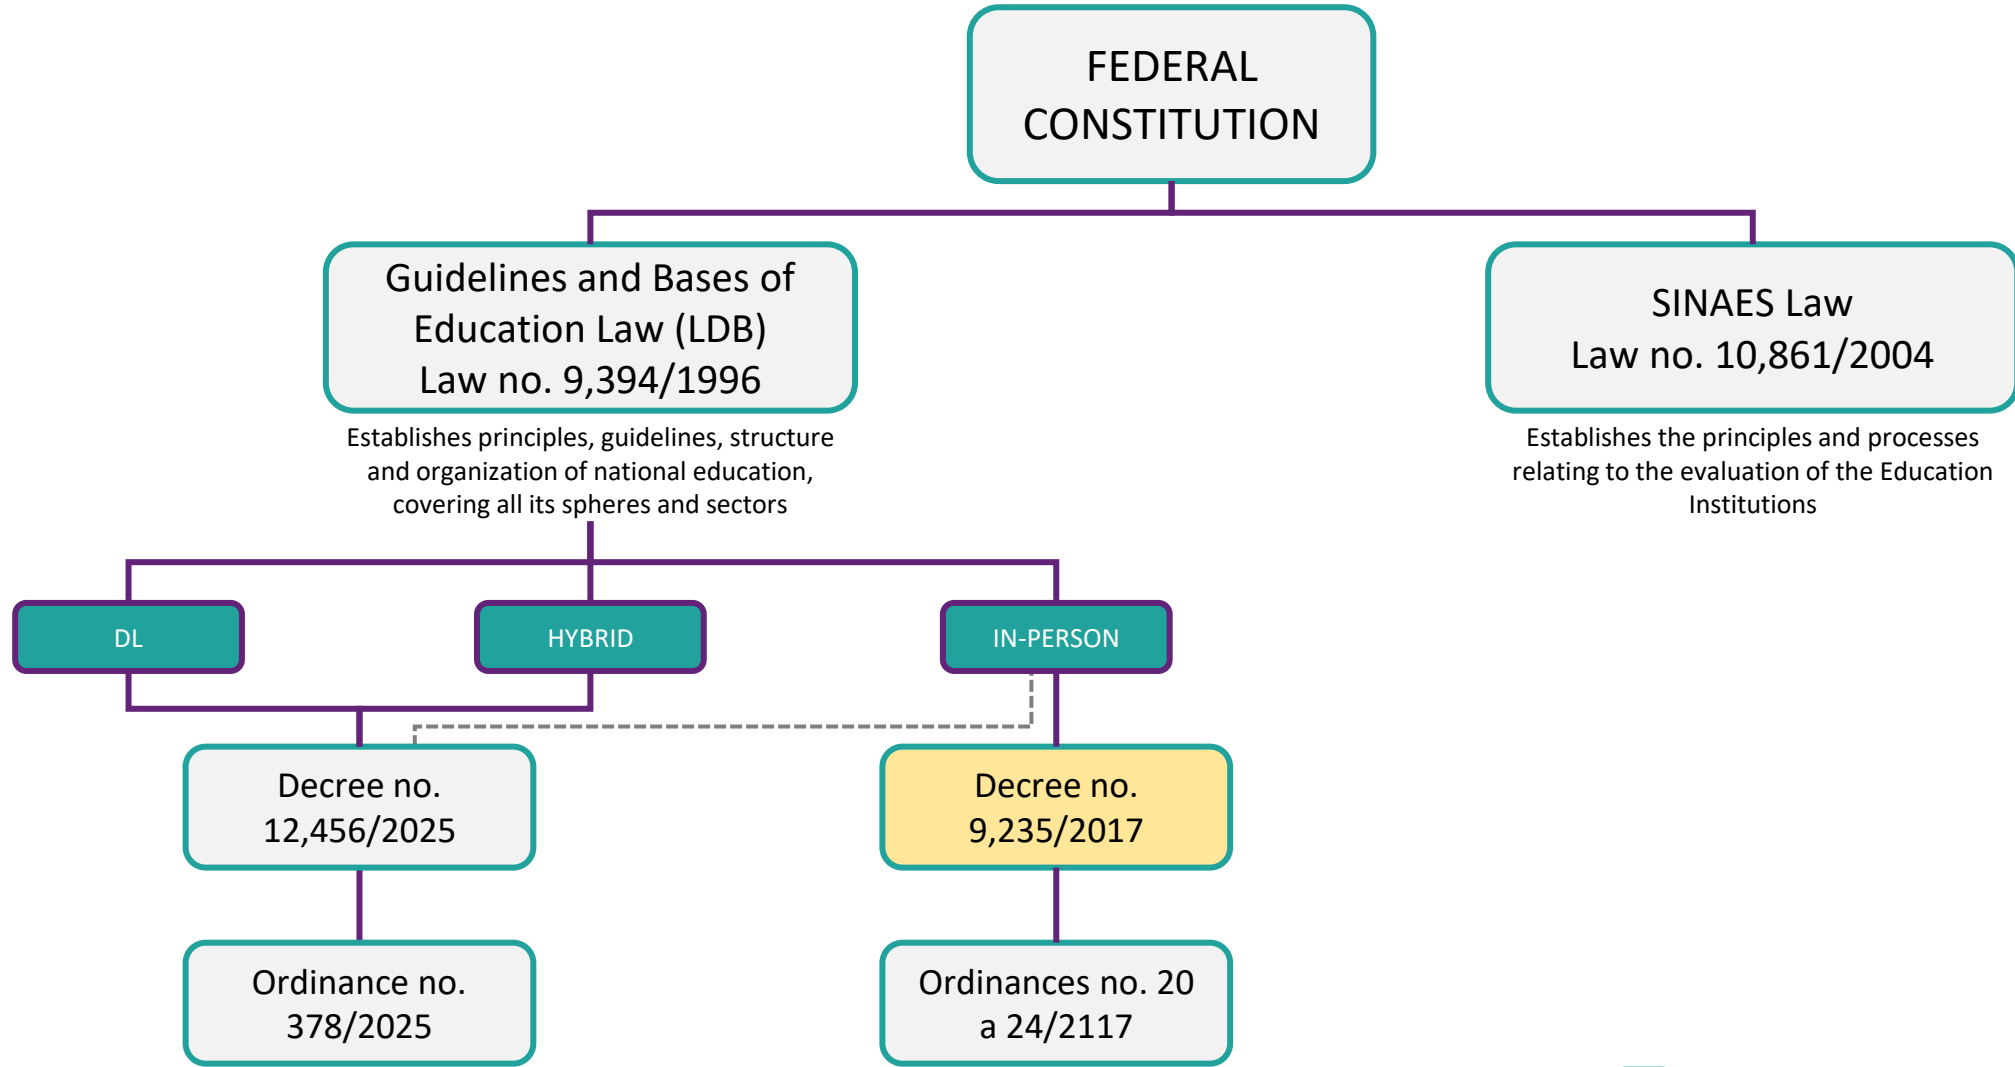 FEDERAL
CONSTITUTION
Guidelines and Bases of
Education Law (LDB)
Law no. 9,394/1996
SINAES Law
Law no. 10,861/2004
Establishes principles, guidelines, structure
and organization of national education,
covering all its spheres and sectors
Establishes the principles and processes
relating to the evaluation of the Education
Institutions
DL
HYBRID
IN-PERSON
Decree no.
12,456/2025
Decree no.
9,235/2017
Ordinance no.
378/2025
Ordinances no. 20
a 24/2117